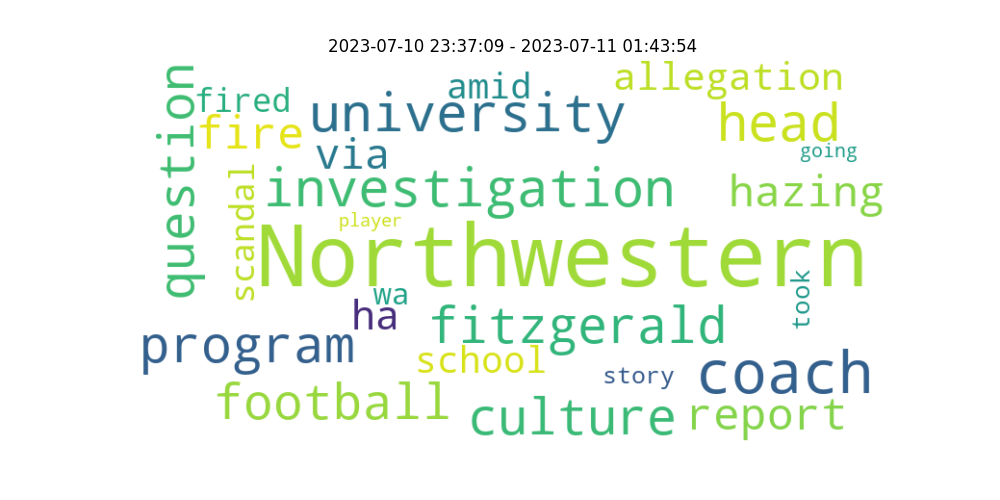 2023-07-10 23:37:09 - 2023-07-11 01:43:54
question
fired
fire
amid
university
via
allegation
head
going
scandal
investigation
hazing
player
Northwestern
wa
ha
took
fitzgerald
program
school
story
coach
football
culture
report